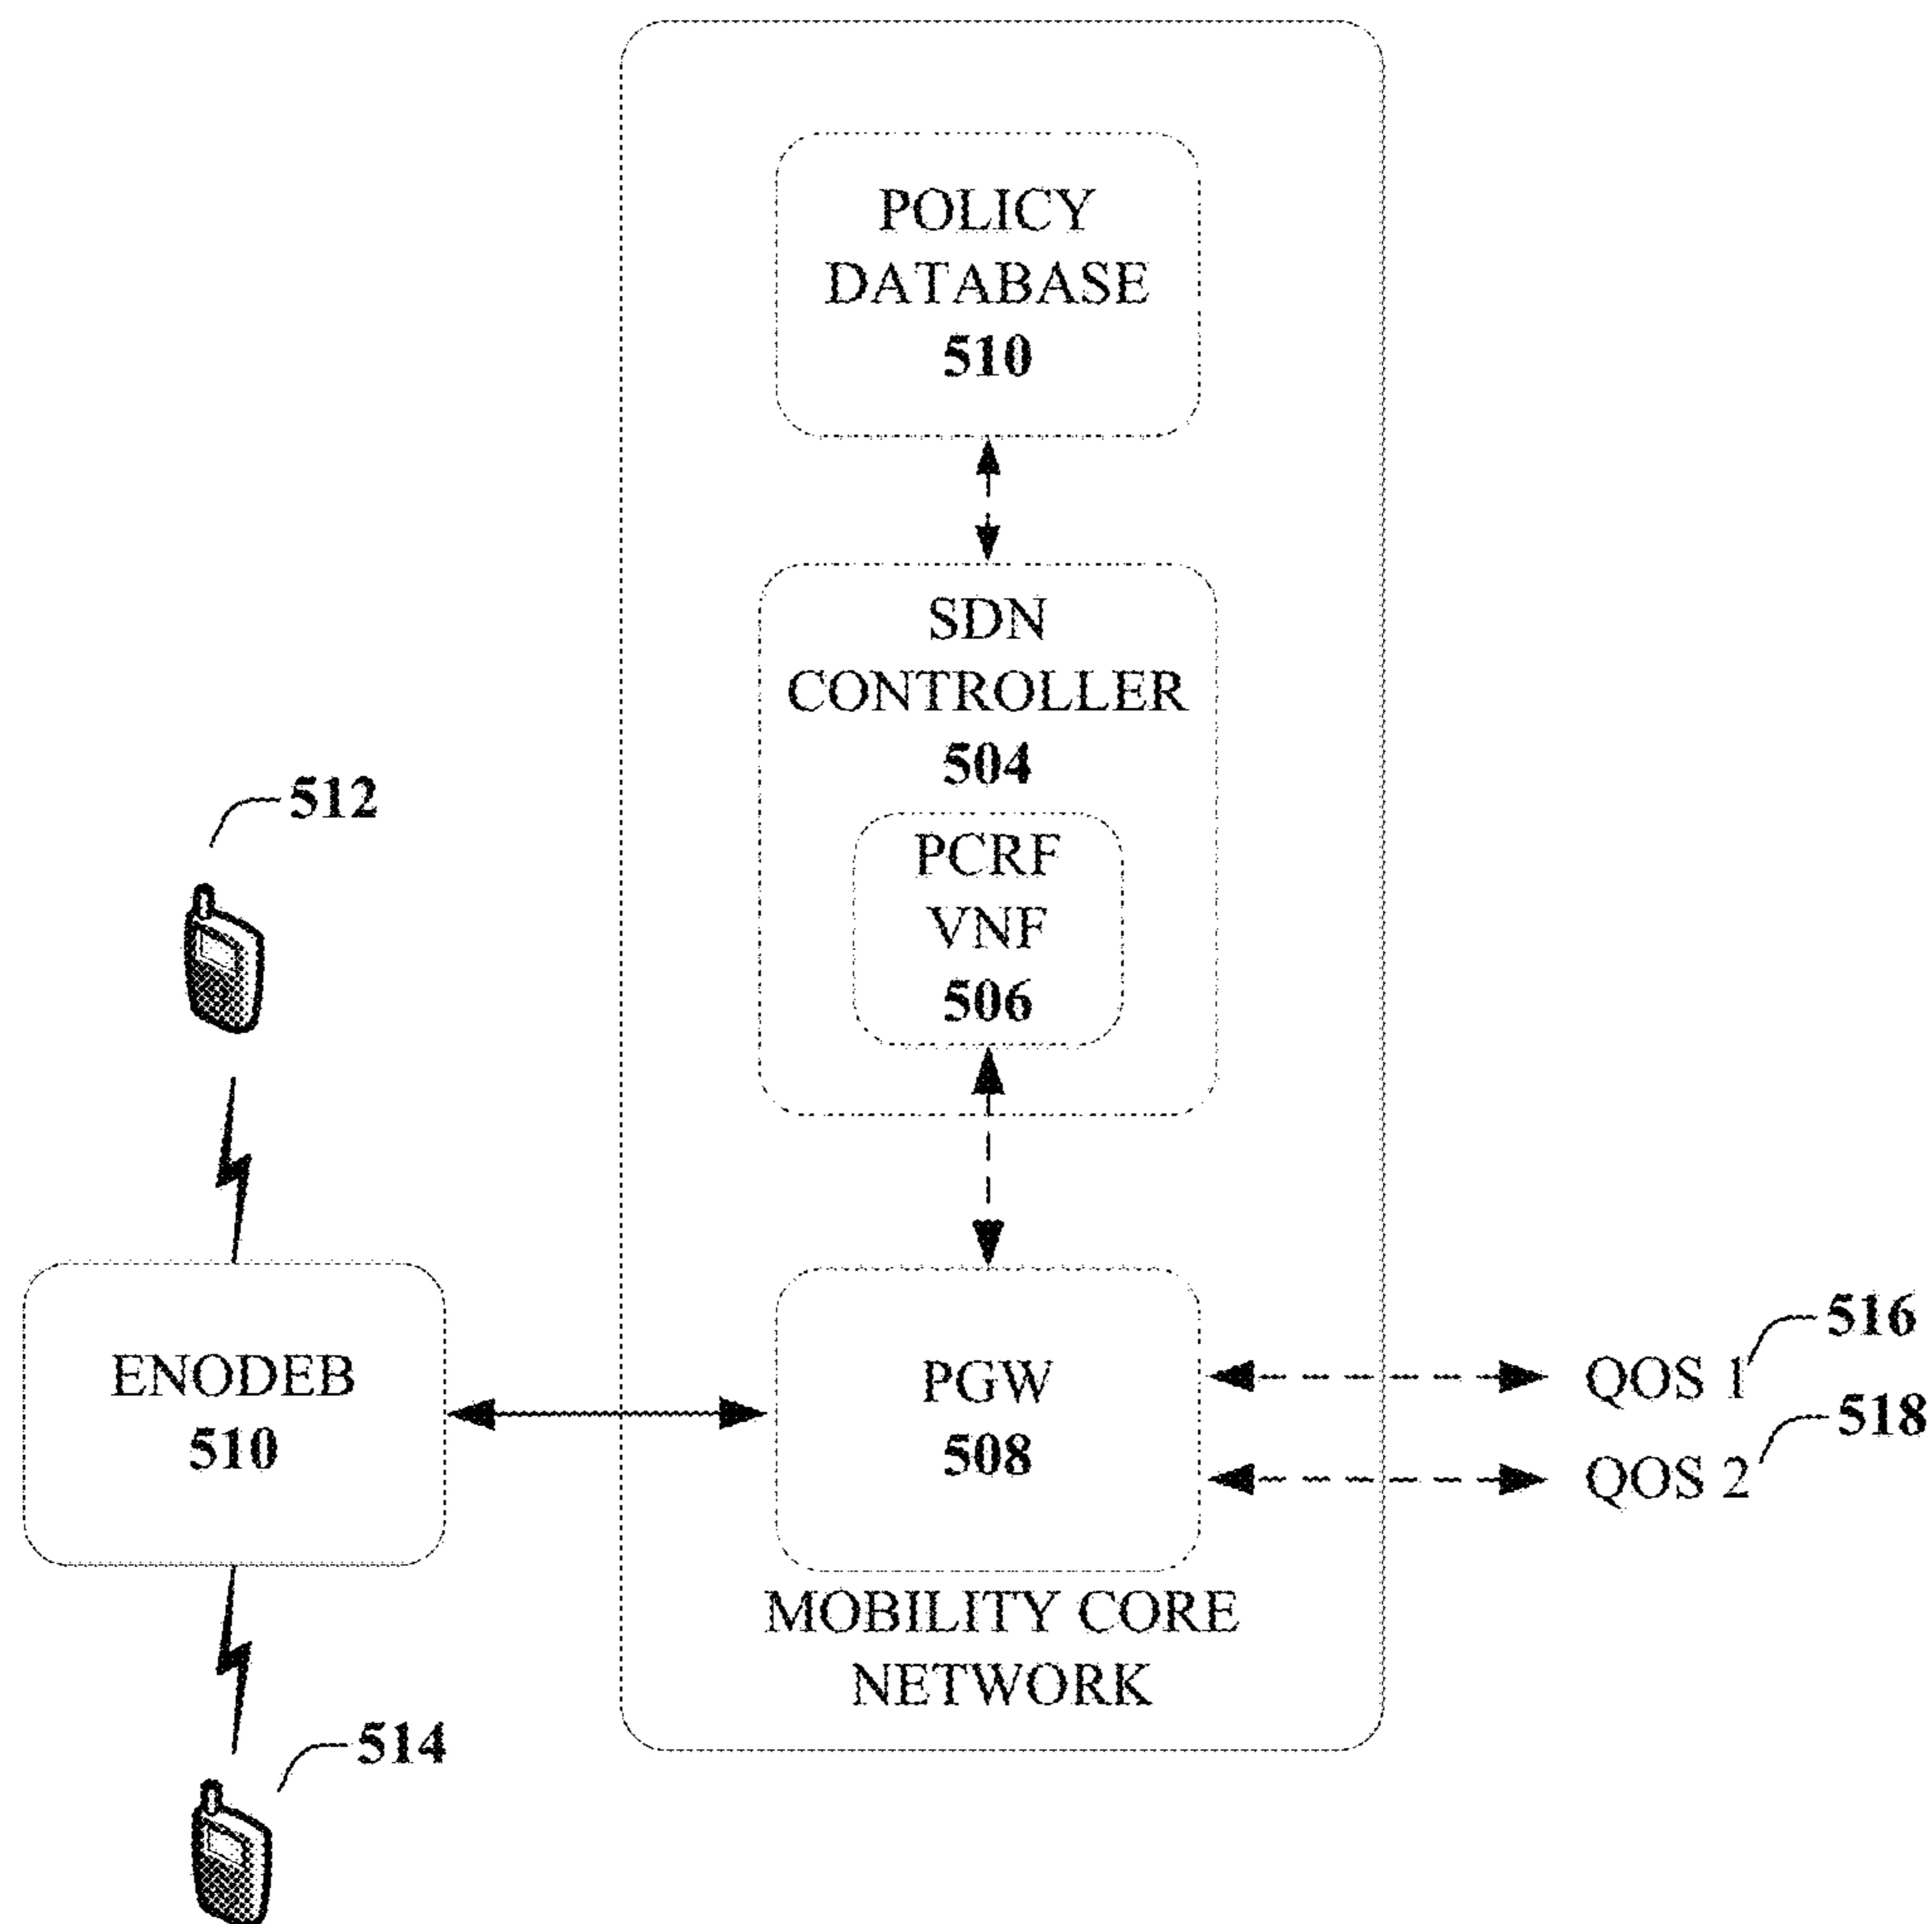 POLICY
DATABASE
510
SDN
CONTROLLER
504
PCRF
VNF
506
512
ENODEB
510
PGW
508
QOS 1
516
QOS 2
518
MOBILITY CORE
NETWORK
514